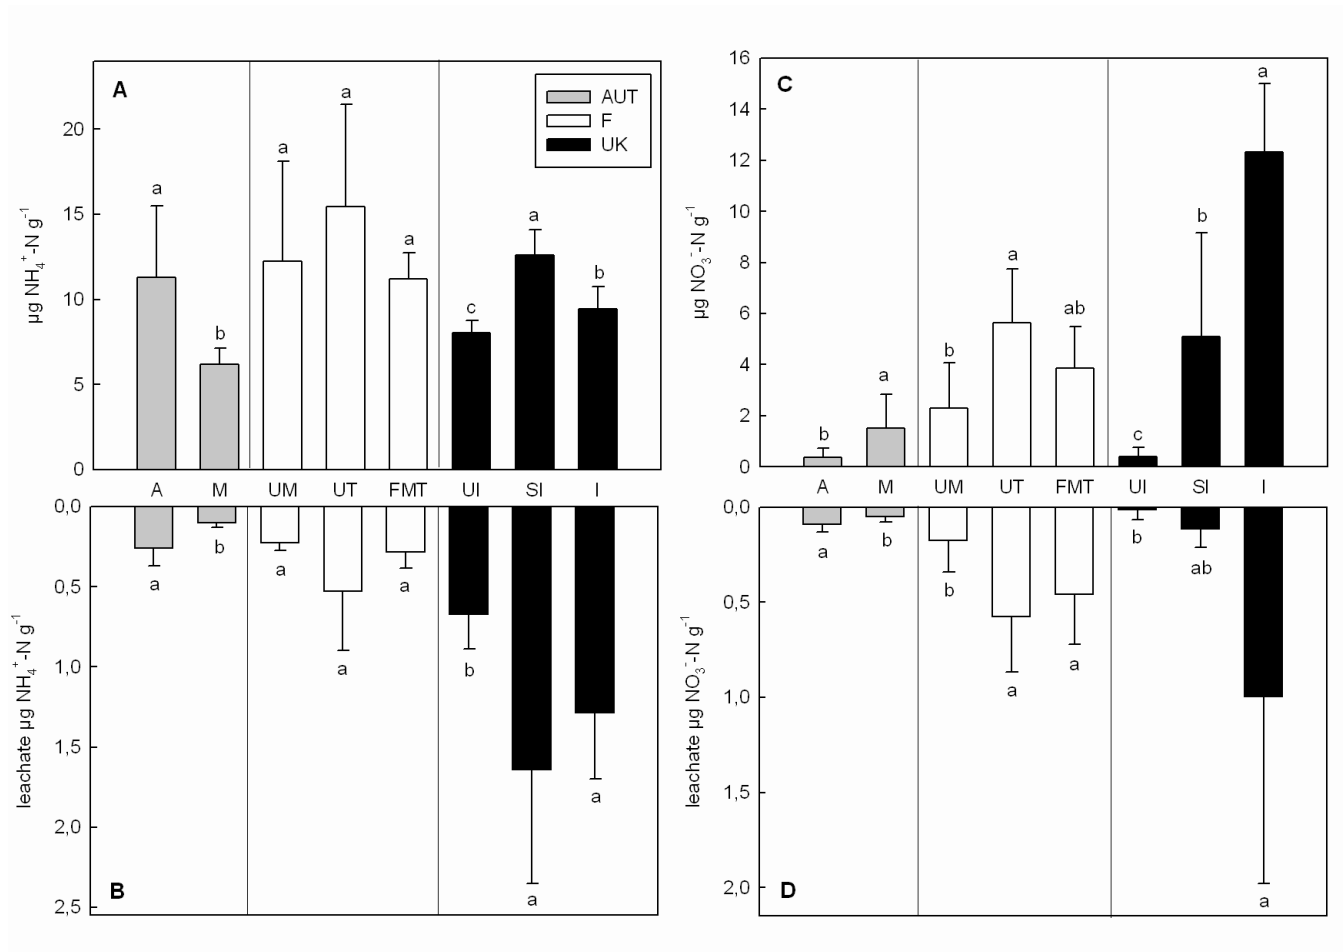 A
AUT
F
UK
µg NH₄⁺-N g⁻¹
20
15
10
5
0
a
b
a
a
a
c
a
b
A M UM UT FMT UI SI I
B
leachate µg NH₄⁺-N g⁻¹
0,0
0,5
1,0
1,5
2,0
2,5
a
b
a
a
a
b
a
a
C
µg NO₃⁻-N g⁻¹
16
14
12
10
8
6
4
2
0
b
a
b
a
ab
c
b
a
A M UM UT FMT UI SI I
D
leachate µg NO₃⁻-N g⁻¹
0,0
0,5
1,0
1,5
2,0
a
b
b
a
a
b
ab
a